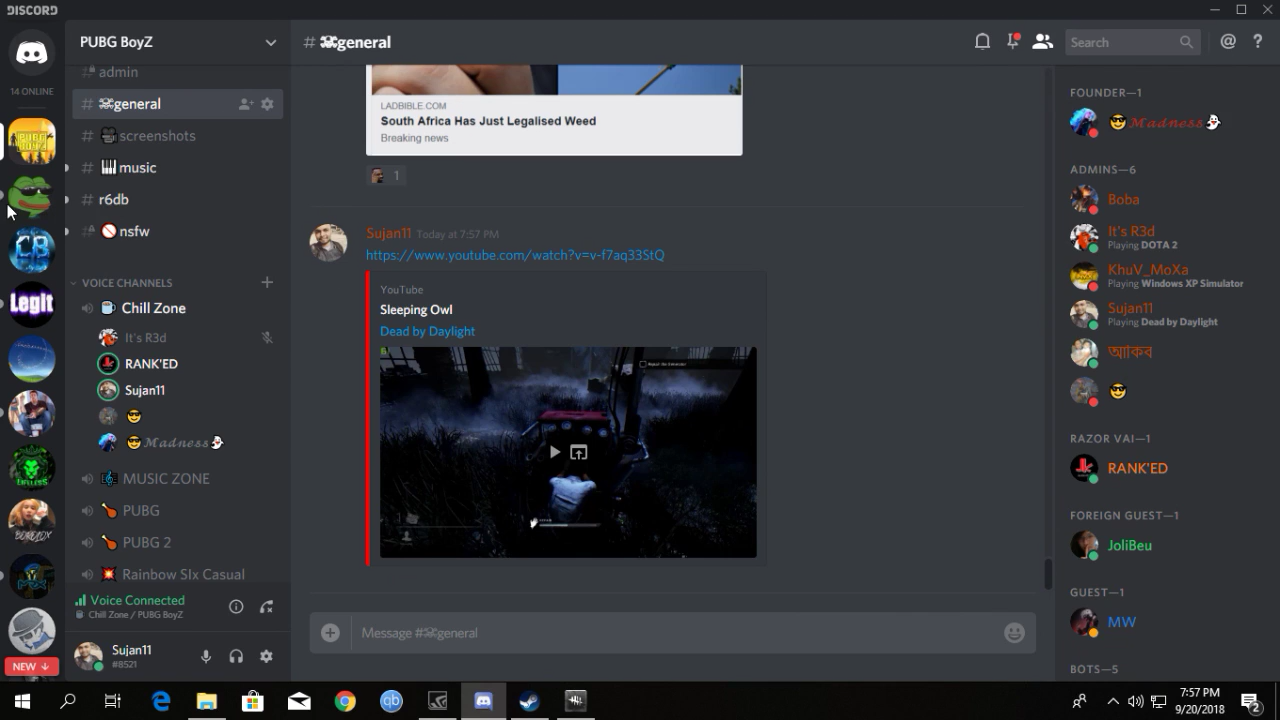 DISCORD
14 ONLINE
NEW
PUBG BoyZ
# admin
# ☠general
# screenshots
# music
# r6db
# nsfw
VOICE CHANNELS
Chill Zone
It's R3d
RANK'ED
Sujan11
😎
😎𝓜𝓪𝓭𝓷𝓮𝓼𝓼👻
MUSIC ZONE
PUBG
PUBG 2
Rainbow SIx Casual
Voice Connected
Chill Zone / PUBG BoyZ
Sujan11
#8521
# ☠general
Search
LADBIBLE.COM
South Africa Has Just Legalised Weed
Breaking news
1
Sujan11 Today at 7:57 PM
https://www.youtube.com/watch?v=v-f7aq33StQ
YouTube
Sleeping Owl
Dead by Daylight
Message #☠general
FOUNDER—1
😎𝓜𝓪𝓭𝓷𝓮𝓼𝓼👻
ADMINS—6
Boba
It's R3d
Playing DOTA 2
KhuV_MoXa
Playing Windows XP Simulator
Sujan11
Playing Dead by Daylight
আকিব
😎
RAZOR VAI—1
RANK'ED
FOREIGN GUEST—1
JoliBeu
GUEST—1
MW
BOTS—5
7:57 PM
9/20/2018
2